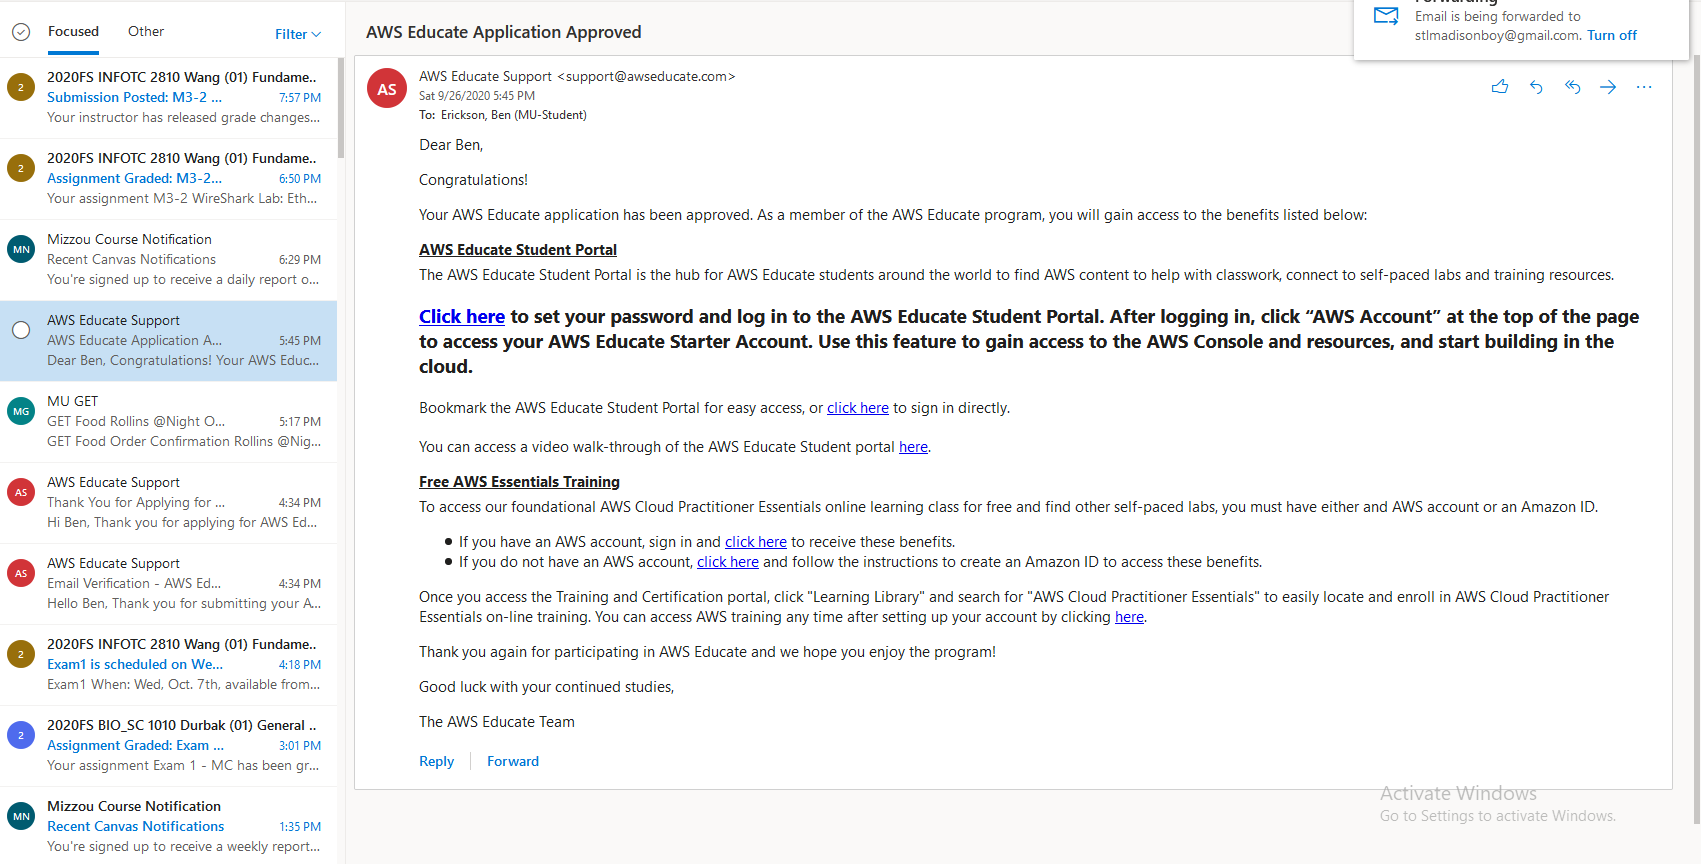 Focused
Other
Filter
2
2020FS INFOTC 2810 Wang (01) Fundame..
Submission Posted: M3-2 ...
7:57 PM
Your instructor has released grade changes...
2
2020FS INFOTC 2810 Wang (01) Fundame..
Assignment Graded: M3-2...
6:50 PM
Your assignment M3-2 WireShark Lab: Eth...
MN
Mizzou Course Notification
Recent Canvas Notifications
6:29 PM
You're signed up to receive a daily report o...
AWS Educate Support
AWS Educate Application A...
5:45 PM
Dear Ben, Congratulations! Your AWS Educ...
MG
MU GET
GET Food Rollins @Night O...
5:17 PM
GET Food Order Confirmation Rollins @Nig...
AS
AWS Educate Support
Thank You for Applying for ...
4:34 PM
Hi Ben, Thank you for applying for AWS Ed...
AS
AWS Educate Support
Email Verification - AWS Ed...
4:34 PM
Hello Ben, Thank you for submitting your A...
2
2020FS INFOTC 2810 Wang (01) Fundame..
Exam1 is scheduled on We...
4:18 PM
Exam1 When: Wed, Oct. 7th, available from...
2
2020FS BIO_SC 1010 Durbak (01) General ..
Assignment Graded: Exam ...
3:01 PM
Your assignment Exam 1 - MC has been gr...
MN
Mizzou Course Notification
Recent Canvas Notifications
1:35 PM
You're signed up to receive a weekly report...
AWS Educate Application Approved
Forwarding
Email is being forwarded to
stlmadisonboy@gmail.com. Turn off
AS
AWS Educate Support <support@awseducate.com>
Sat 9/26/2020 5:45 PM
To: Erickson, Ben (MU-Student)
Dear Ben,
Congratulations!
Your AWS Educate application has been approved. As a member of the AWS Educate program, you will gain access to the benefits listed below:
AWS Educate Student Portal
The AWS Educate Student Portal is the hub for AWS Educate students around the world to find AWS content to help with classwork, connect to self-paced labs and training resources.
Click here to set your password and log in to the AWS Educate Student Portal. After logging in, click “AWS Account” at the top of the page
to access your AWS Educate Starter Account. Use this feature to gain access to the AWS Console and resources, and start building in the
cloud.
Bookmark the AWS Educate Student Portal for easy access, or click here to sign in directly.
You can access a video walk-through of the AWS Educate Student portal here.
Free AWS Essentials Training
To access our foundational AWS Cloud Practitioner Essentials online learning class for free and find other self-paced labs, you must have either and AWS account or an Amazon ID.
• If you have an AWS account, sign in and click here to receive these benefits.
• If you do not have an AWS account, click here and follow the instructions to create an Amazon ID to access these benefits.
Once you access the Training and Certification portal, click "Learning Library" and search for "AWS Cloud Practitioner Essentials" to easily locate and enroll in AWS Cloud Practitioner
Essentials on-line training. You can access AWS training any time after setting up your account by clicking here.
Thank you again for participating in AWS Educate and we hope you enjoy the program!
Good luck with your continued studies,
The AWS Educate Team
Reply
Forward
Activate Windows
Go to Settings to activate Windows.